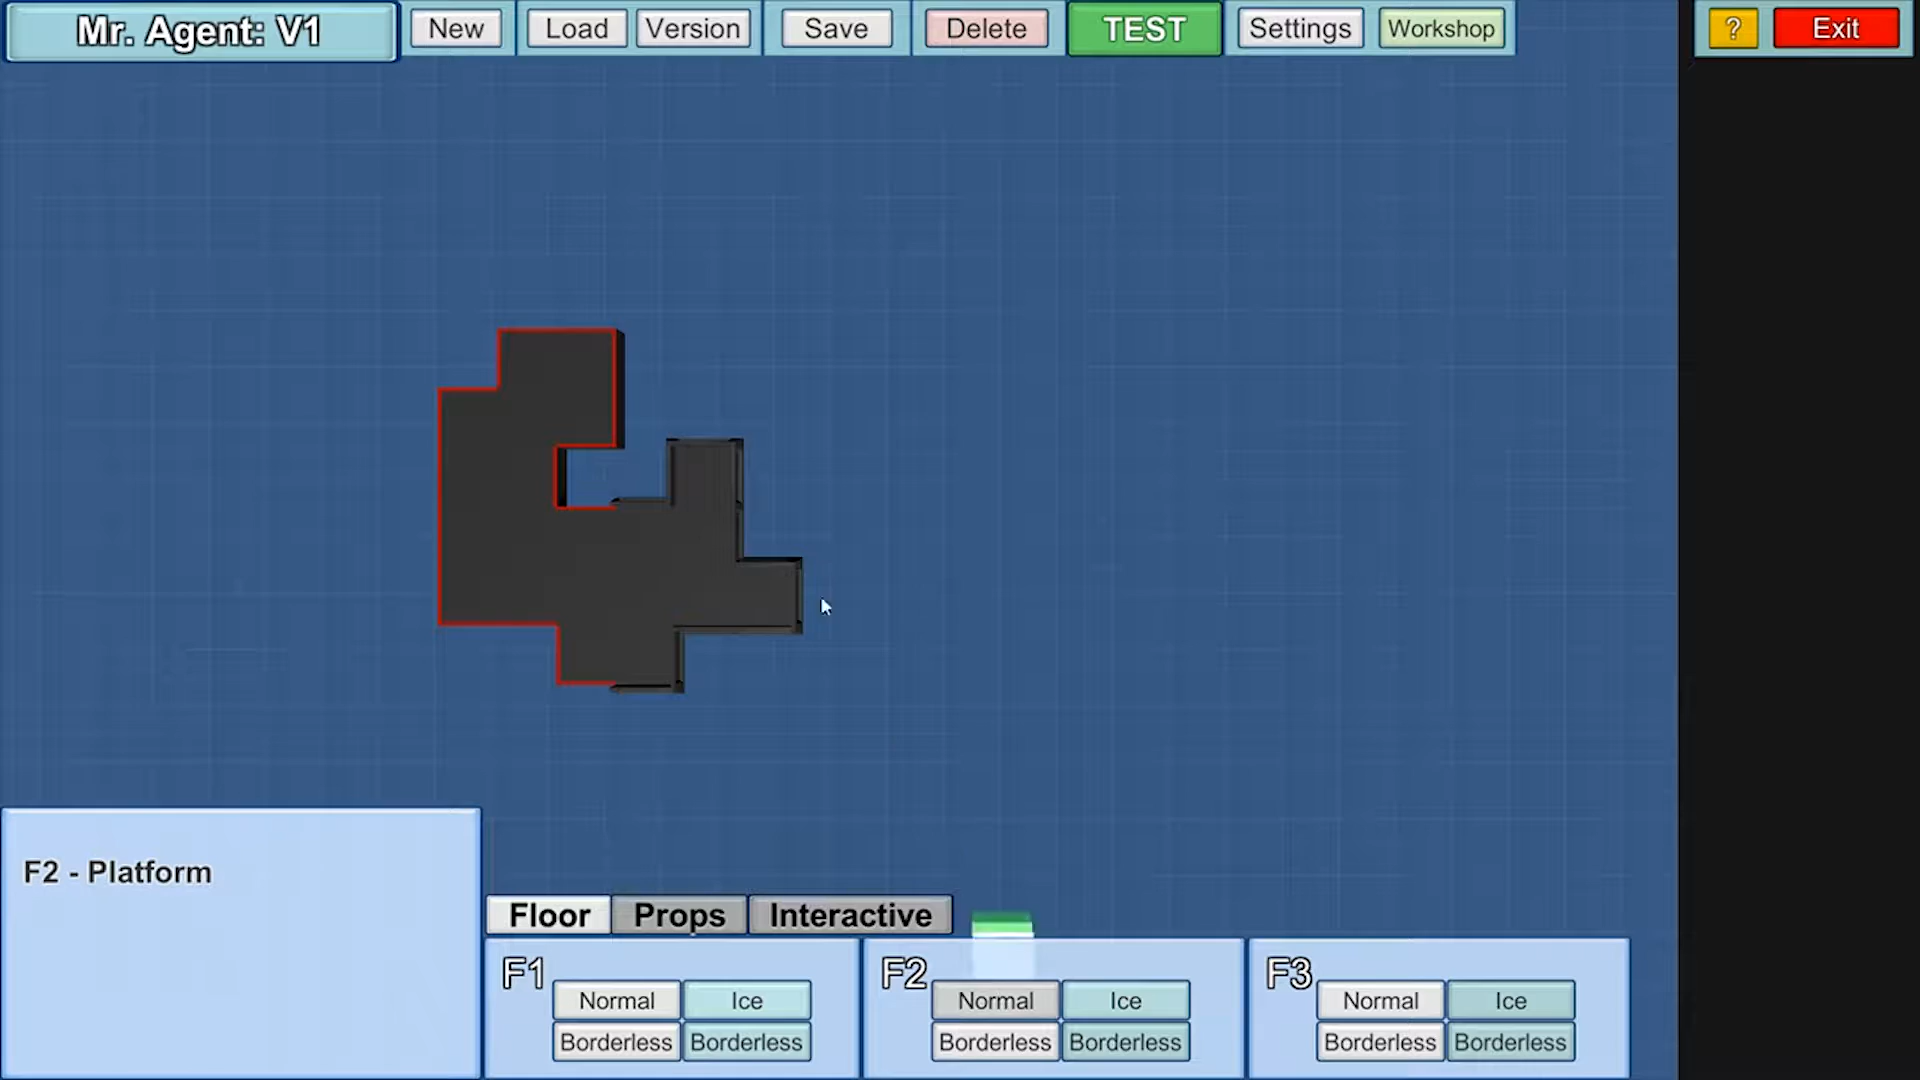 Mr. Agent: V1 New Load Version Save Delete TEST Settings Workshop ? Exit
F2 - Platform
Floor Props Interactive
F1 F2 F3
Normal Ice Normal Ice Normal Ice
Borderless Borderless Borderless Borderless Borderless Borderless